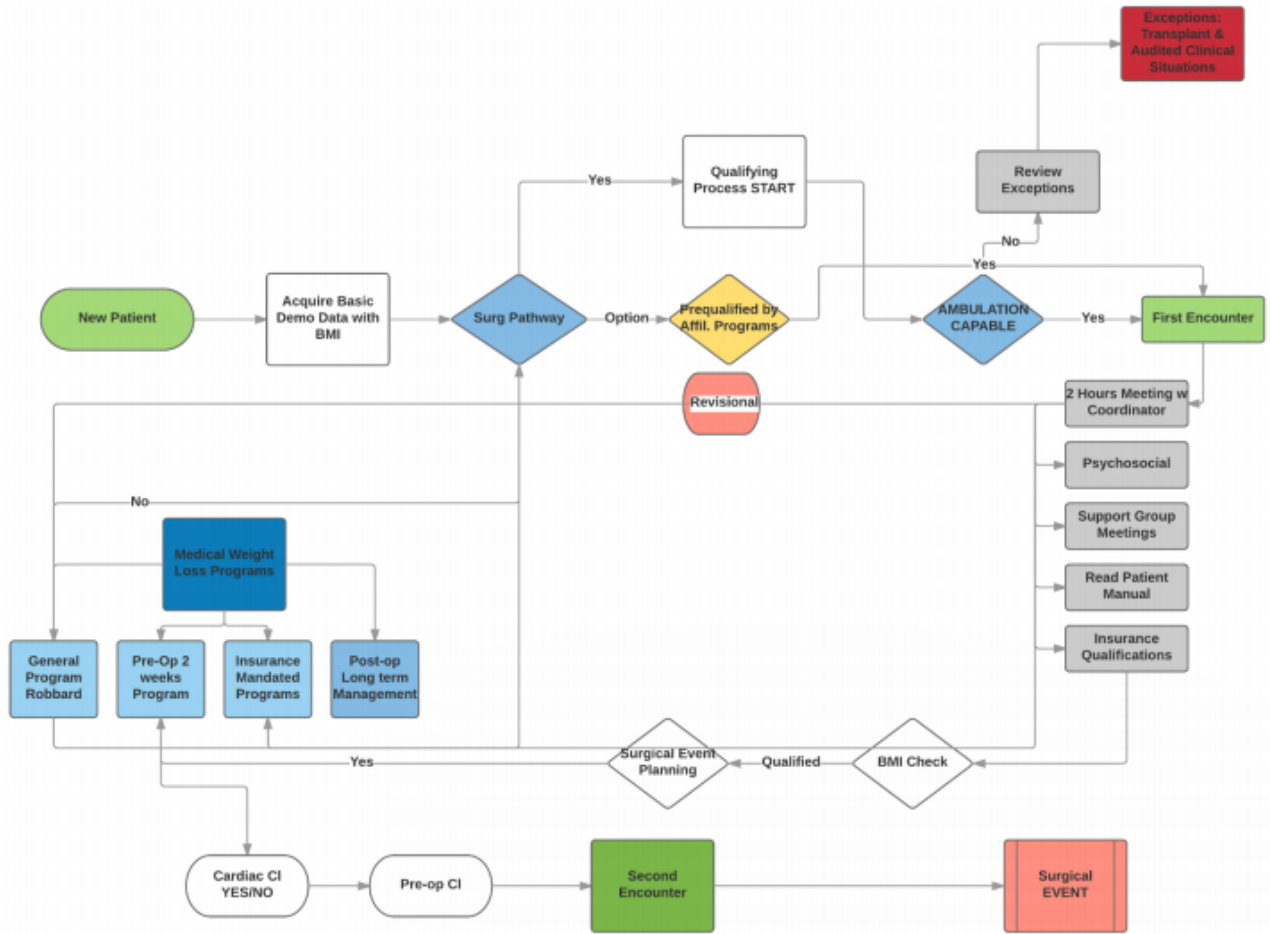 Exceptions:
Transplant &
Audited Clinical
Situations
Yes
Qualifying
Process START
Review
Exceptions
No
Yes
New Patient
Acquire Basic
Demo Data with
BMI
Surg Pathway
Option
Prequalified by
Affil. Programs
AMBULATION
CAPABLE
Yes
First Encounter
Revisional
2 Hours Meeting w
Coordinator
Psychosocial
No
Support Group
Meetings
Medical Weight
Loss Programs
Read Patient
Manual
Insurance
Qualifications
General
Program
Robbard
Pre-Op 2
weeks
Program
Insurance
Mandated
Programs
Post-op
Long term
Management
Yes
Surgical Event
Planning
Qualified
BMI Check
Cardiac Cl
YES/NO
Pre-op Cl
Second
Encounter
Surgical
EVENT